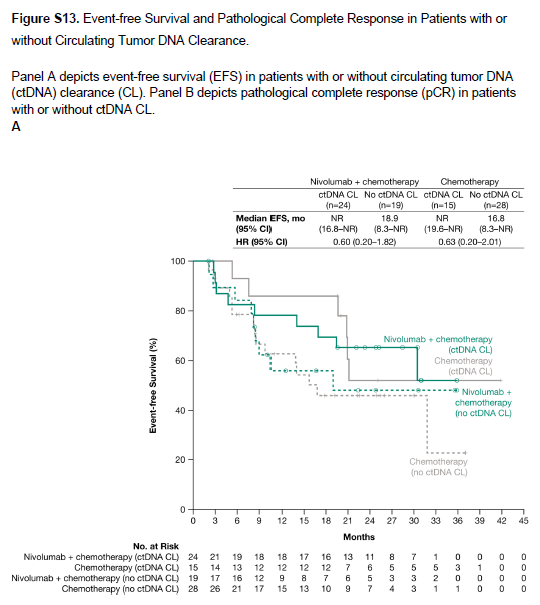 Figure S13. Event-free Survival and Pathological Complete Response in Patients with or
without Circulating Tumor DNA Clearance.
Panel A depicts event-free survival (EFS) in patients with or without circulating tumor DNA
(ctDNA) clearance (CL). Panel B depicts pathological complete response (pCR) in patients
with or without ctDNA CL.
A
Nivolumab + chemotherapy Chemotherapy
ctDNA CL No ctDNA CL ctDNA CL No ctDNA CL
(n=24) (n=19) (n=15) (n=28)
Median EFS, mo NR 18.9 NR 16.8
(95% CI) (16.8–NR) (8.3–NR) (19.6–NR) (8.3–NR)
HR (95% CI) 0.60 (0.20–1.82) 0.63 (0.20–2.01)
Event-free Survival (%)
100
80
60
40
20
0
Nivolumab + chemotherapy
(ctDNA CL)
Chemotherapy
(ctDNA CL)
Nivolumab +
chemotherapy
(no ctDNA CL)
Chemotherapy
(no ctDNA CL)
0 3 6 9 12 15 18 21 24 27 30 33 36 39 42 45
Months
No. at Risk
Nivolumab + chemotherapy (ctDNA CL) 24 21 19 18 18 17 16 13 11 8 7 1 0 0 0 0
Chemotherapy (ctDNA CL) 15 14 13 12 12 12 12 7 6 5 5 5 3 1 0 0
Nivolumab + chemotherapy (no ctDNA CL) 19 17 16 12 9 8 7 6 5 3 3 2 0 0 0 0
Chemotherapy (no ctDNA CL) 28 26 21 17 15 13 10 9 7 4 3 1 1 0 0 0